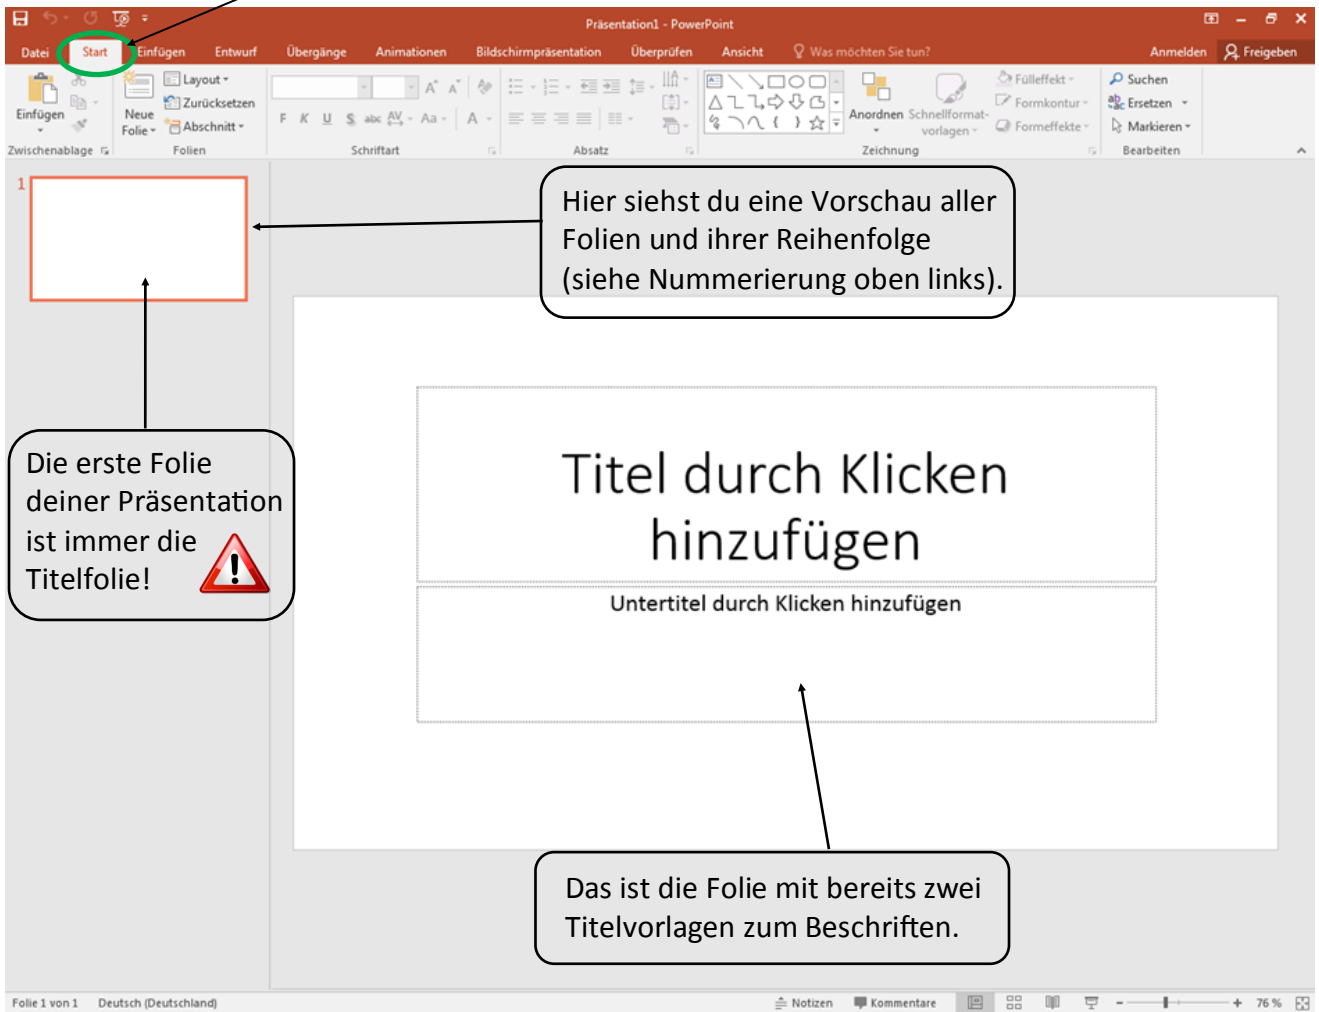 Präsentation1 - PowerPoint
Datei Start Einfügen Entwurf Übergänge Animationen Bildschirmpräsentation Überprüfen Ansicht Was möchten Sie tun? Anmelden Freigeben
Einfügen
Neue
Folie
Layout
Zurücksetzen
Abschnitt
F K U S abc AV Aa A
A A
Anordnen
Schnellformat-
vorlagen
Fülleffekt
Formkontur
Formeffekte
Suchen
Ersetzen
Markieren
Zwischenablage Folien Schriftart Absatz Zeichnung Bearbeiten
1
Hier siehst du eine Vorschau aller
Folien und ihrer Reihenfolge
(siehe Nummerierung oben links).
Die erste Folie
deiner Präsentation
ist immer die
Titelfolie!
Titel durch Klicken
hinzufügen
Untertitel durch Klicken hinzufügen
Das ist die Folie mit bereits zwei
Titelvorlagen zum Beschriften.
Folie 1 von 1 Deutsch (Deutschland) Notizen Kommentare - + 76 %